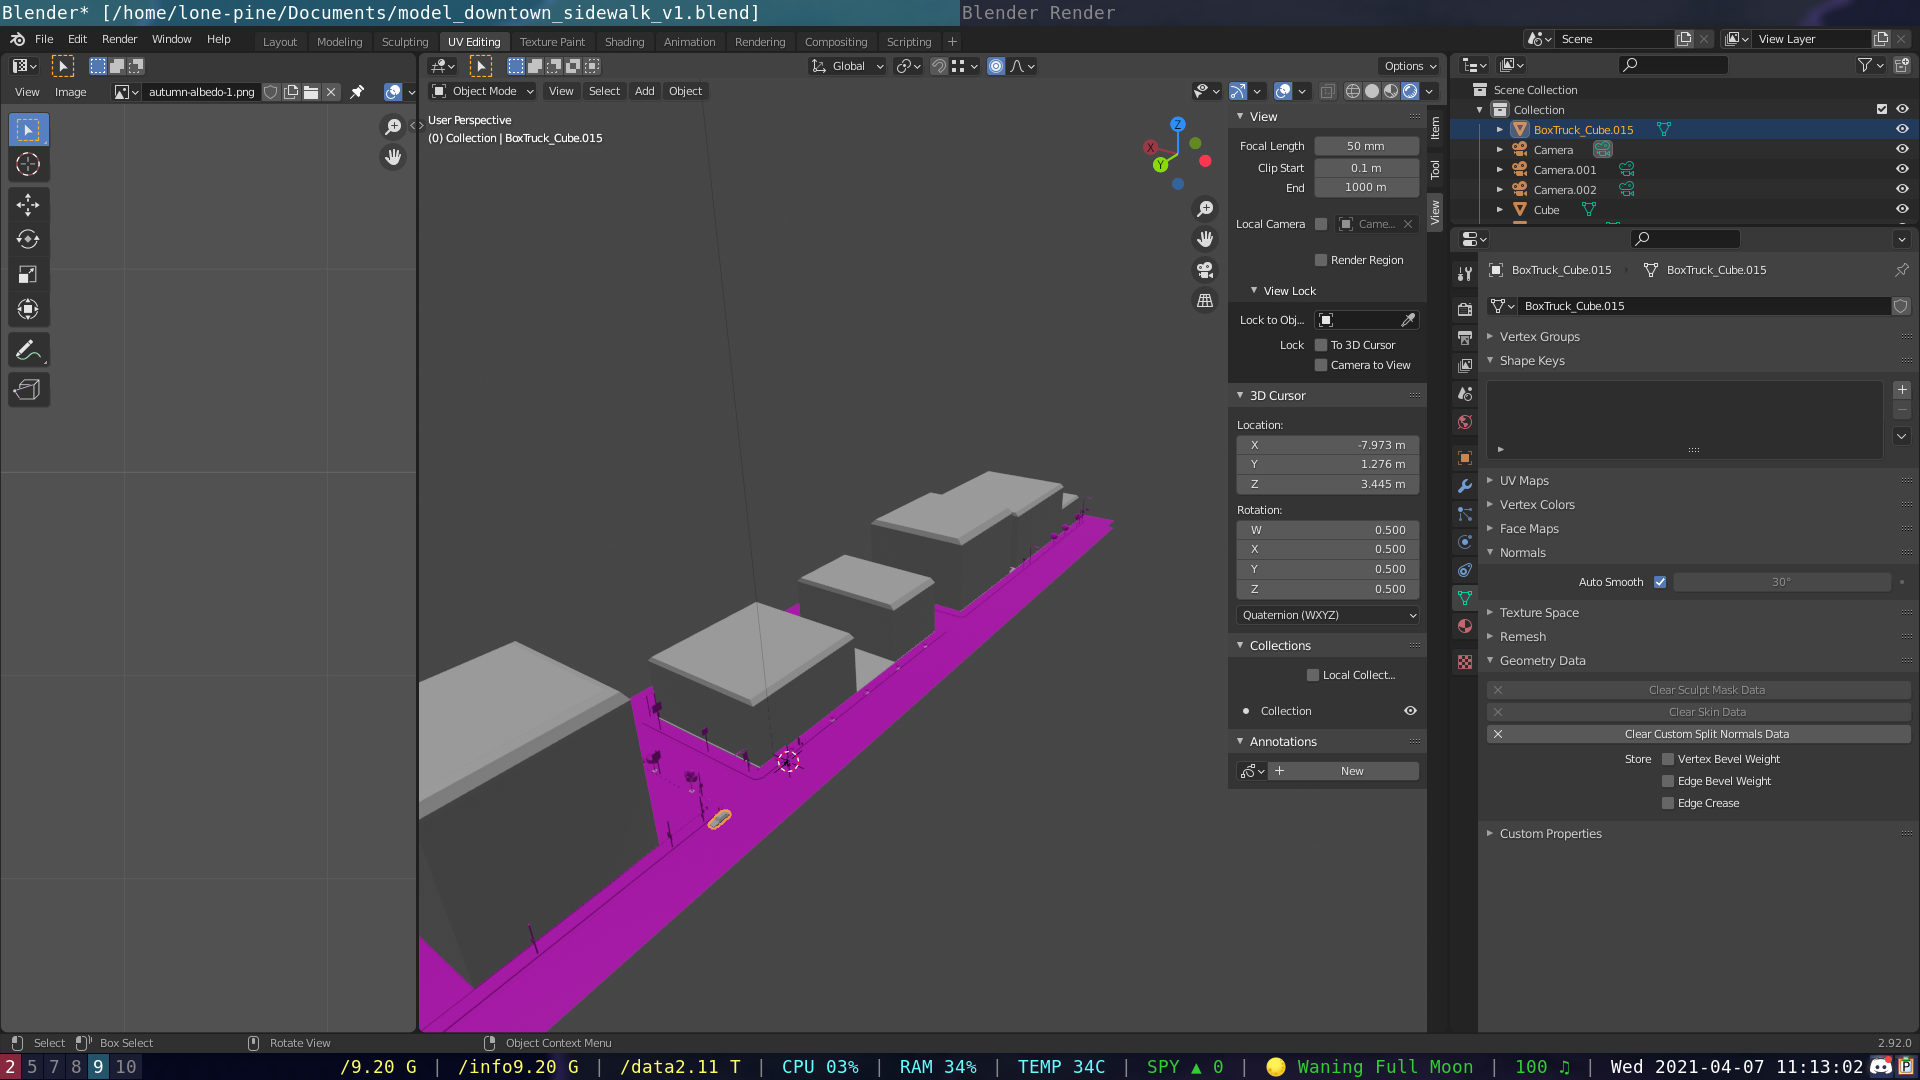 Blender* [/home/lone-pine/Documents/model_downtown_sidewalk_v1.blend]
Blender Render
File Edit Render Window Help
Layout Modeling Sculpting UV Editing Texture Paint Shading Animation Rendering Compositing Scripting +
Scene
View Layer
Global
Options
View Image
autumn-albedo-1.png
Object Mode
View Select Add Object
User Perspective
(0) Collection | BoxTruck_Cube.015
X
Y
Z
View
Focal Length 50 mm
Clip Start 0.1 m
End 1000 m
Local Camera Came...
Render Region
View Lock
Lock to Obj...
Lock To 3D Cursor
Camera to View
3D Cursor
Location:
X -7.973 m
Y 1.276 m
Z 3.445 m
Rotation:
W 0.500
X 0.500
Y 0.500
Z 0.500
Quaternion (WXYZ)
Collections
Local Collect...
Collection
Annotations
New
Item
Tool
View
Scene Collection
Collection
BoxTruck_Cube.015
Camera
Camera.001
Camera.002
Cube
BoxTruck_Cube.015 BoxTruck_Cube.015
BoxTruck_Cube.015
Vertex Groups
Shape Keys
UV Maps
Vertex Colors
Face Maps
Normals
Auto Smooth 30°
Texture Space
Remesh
Geometry Data
Clear Sculpt Mask Data
Clear Skin Data
Clear Custom Split Normals Data
Store Vertex Bevel Weight
Edge Bevel Weight
Edge Crease
Custom Properties
Select Box Select Rotate View Object Context Menu 2.92.0
2 5 7 8 9 10 /9.20 G | /info9.20 G | /data2.11 T | CPU 03% | RAM 34% | TEMP 34C | SPY ▲ 0 | Waning Full Moon | 100 ♫ | Wed 2021-04-07 11:13:02